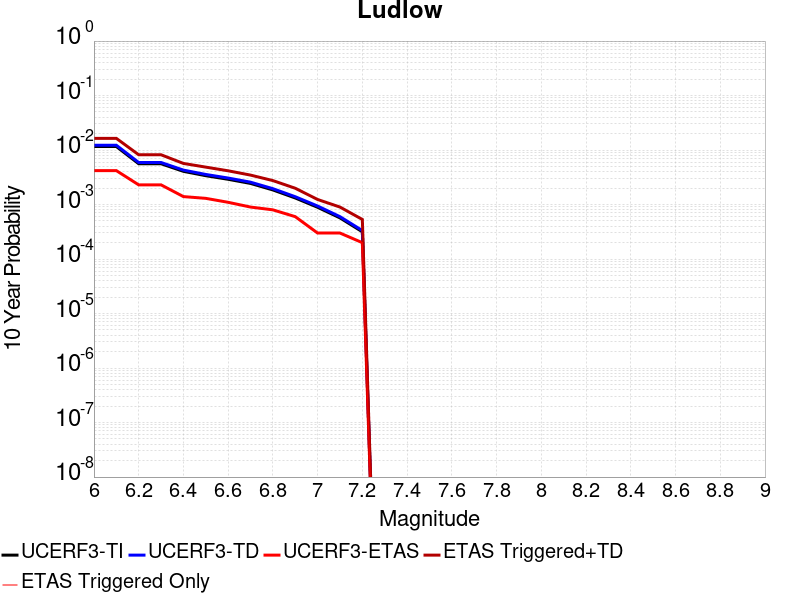 Ludlow
10^0
10^-1
10^-2
10^-3
10^-4
10^-5
10^-6
10^-7
10^-8
10 Year Probability
6 6.2 6.4 6.6 6.8 7 7.2 7.4 7.6 7.8 8 8.2 8.4 8.6 8.8 9
Magnitude
UCERF3-TI UCERF3-TD UCERF3-ETAS ETAS Triggered+TD
ETAS Triggered Only